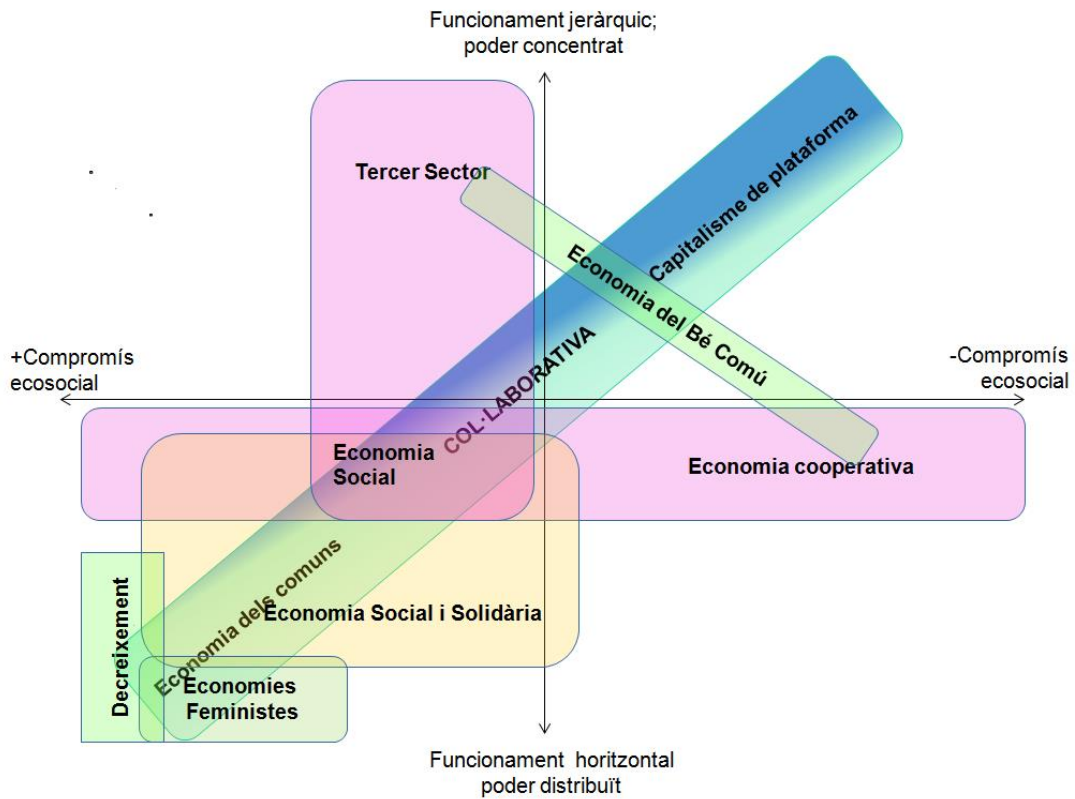 Funcionament jeràrquic;
poder concentrat
Tercer Sector
Capitalisme de plataforma
Economia del Bé Comú
+Compromís
ecosocial
-Compromís
ecosocial
COL·LABORATIVA
Economia
Social
Economia cooperativa
Economia dels comuns
Economia Social i Solidària
Decreixement
Economies
Feministes
Funcionament horitzontal
poder distribuït